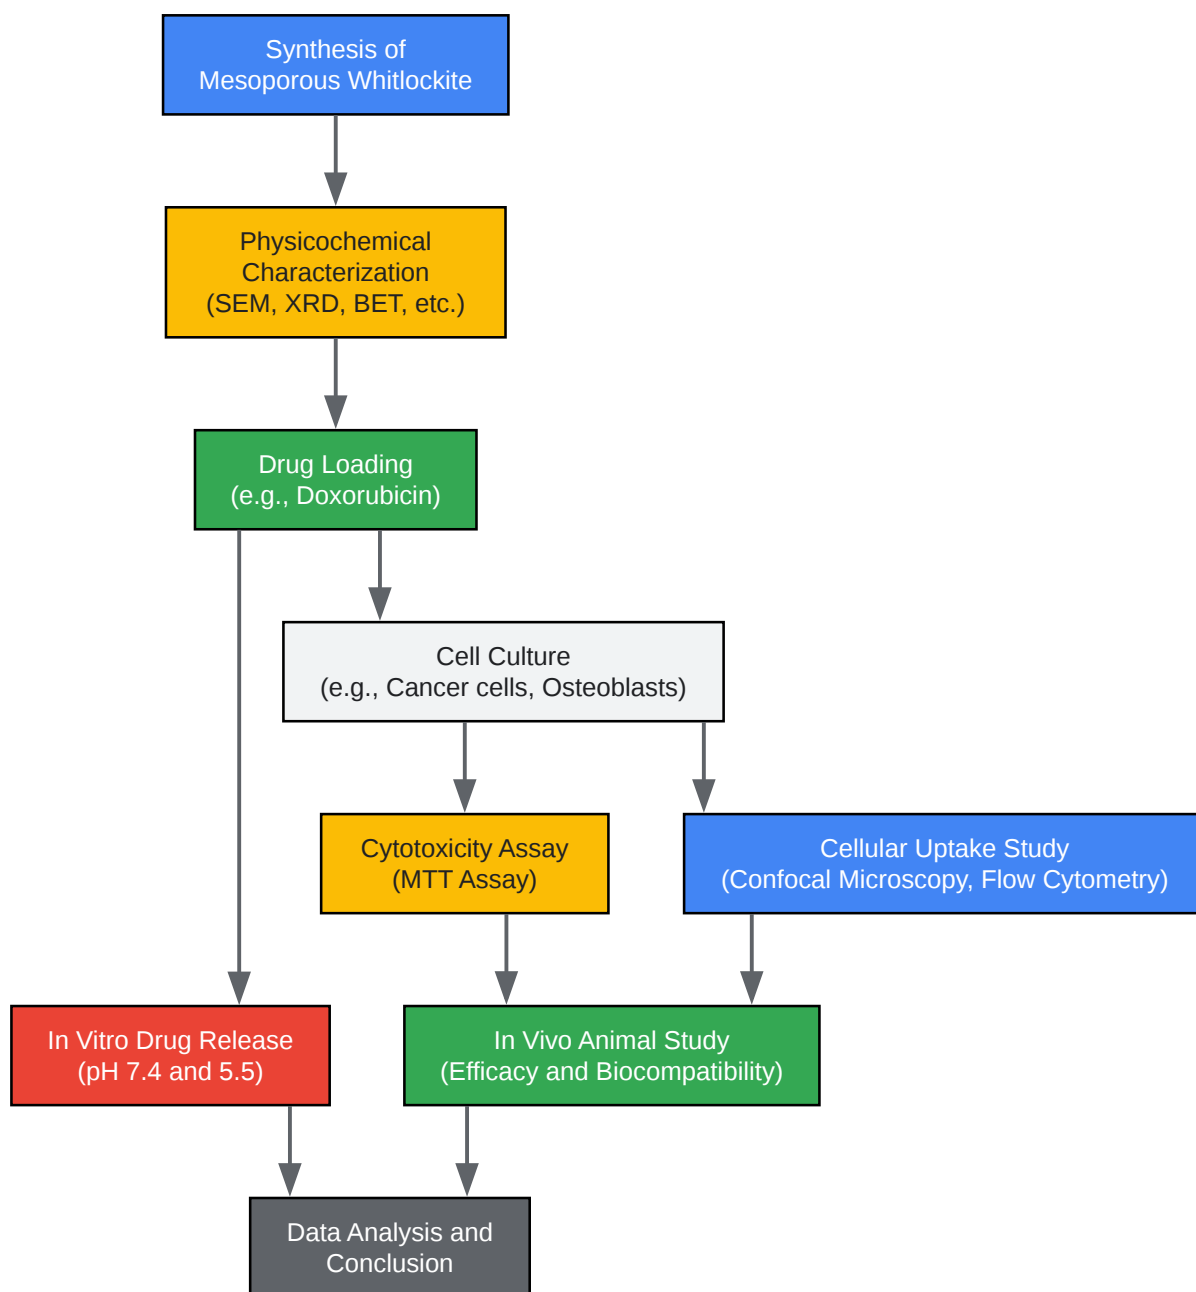 Synthesis of
Mesoporous Whitlockite
Physicochemical
Characterization
(SEM, XRD, BET, etc.)
Drug Loading
(e.g., Doxorubicin)
Cell Culture
(e.g., Cancer cells, Osteoblasts)
Cytotoxicity Assay
(MTT Assay)
Cellular Uptake Study
(Confocal Microscopy, Flow Cytometry)
In Vitro Drug Release
(pH 7.4 and 5.5)
In Vivo Animal Study
(Efficacy and Biocompatibility)
Data Analysis and
Conclusion